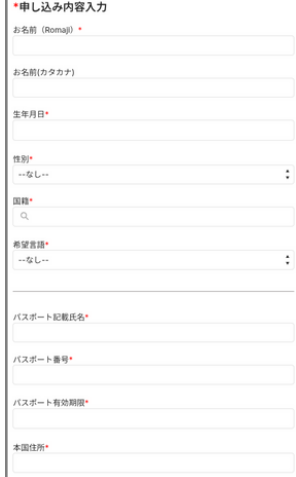 *申し込み内容入力
お名前（Romaji）*
お名前(カタカナ)
生年月日*
性別*
--なし--
国籍*
希望言語*
--なし--
パスポート記載氏名*
パスポート番号*
パスポート有効期限*
本国住所*